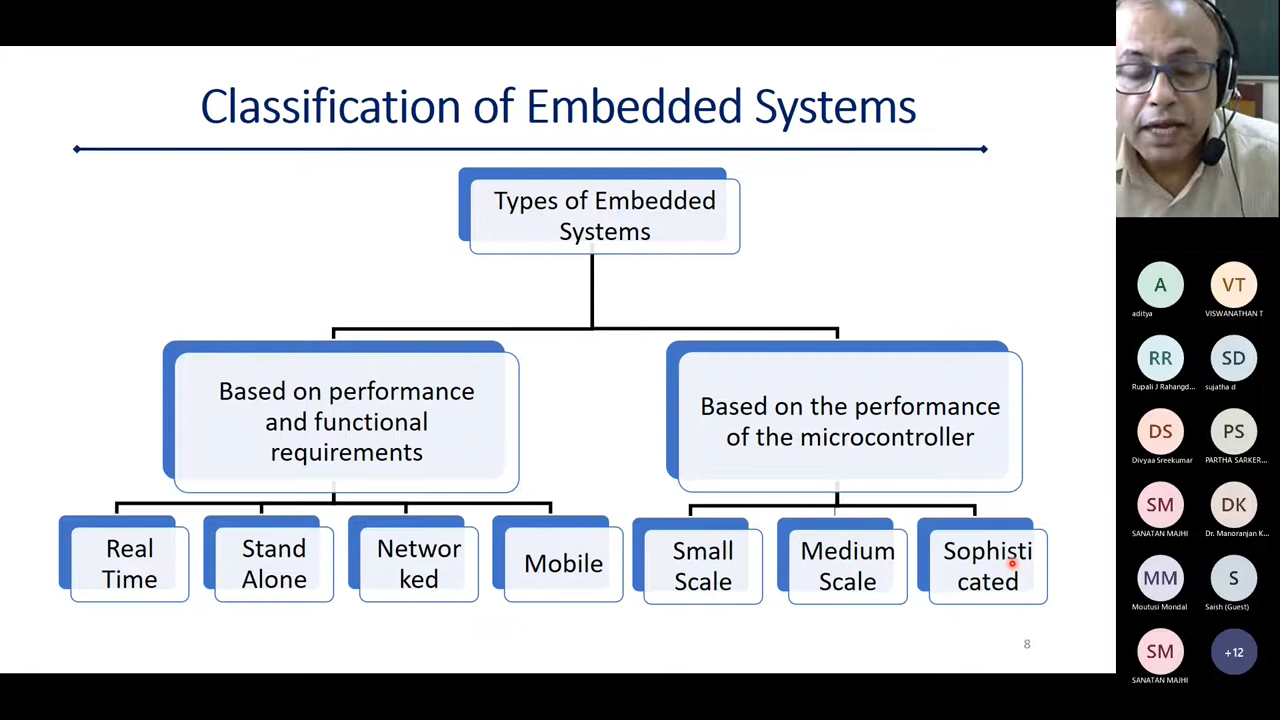 Classification of Embedded Systems
Types of Embedded
Systems
Based on performance
and functional
requirements
Based on the performance
of the microcontroller
Real
Time
Stand
Alone
Networ
ked
Mobile
Small
Scale
Medium
Scale
Sophisti
cated
8
A
aditya
VT
VISWANATHAN T
RR
Rupali J Rahangd...
SD
sujatha d
DS
Divyaa Sreekumar
PS
PARTHA SARKER...
SM
SANATAN MAJHI
DK
Dr. Manoranjan K...
MM
Moutusi Mondal
S
Saish (Guest)
SM
SANATAN MAJHI
+12